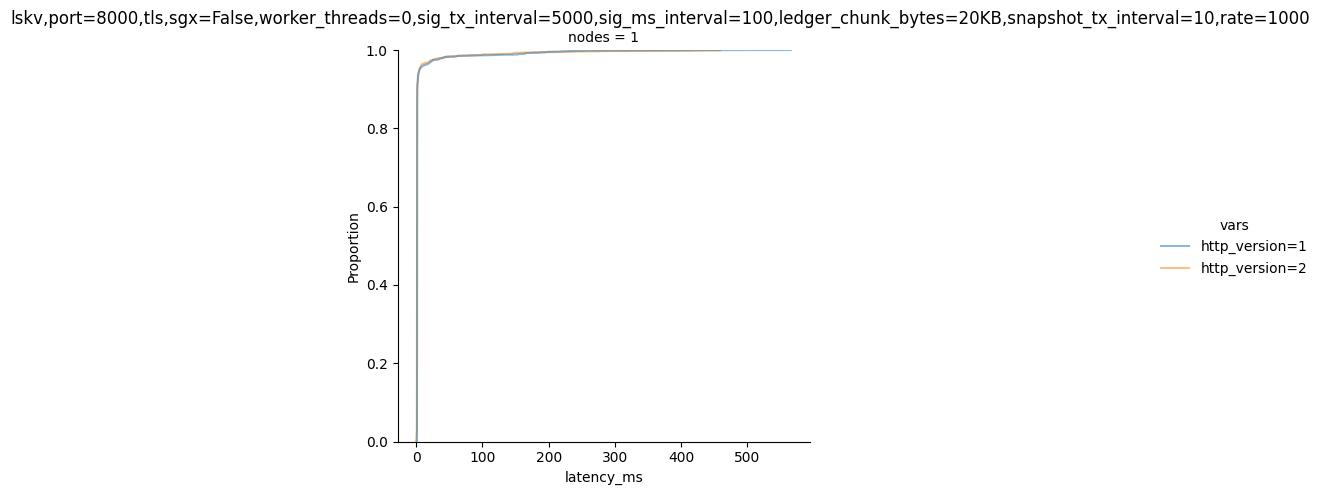 lskv,port=8000,tls,sgx=False,worker_threads=0,sig_tx_interval=5000,sig_ms_interval=100,ledger_chunk_bytes=20KB,snapshot_tx_interval=10,rate=1000
nodes = 1
1.0
0.8
0.6
0.4
0.2
0.0
Proportion
0 100 200 300 400 500
latency_ms
vars
http_version=1
http_version=2